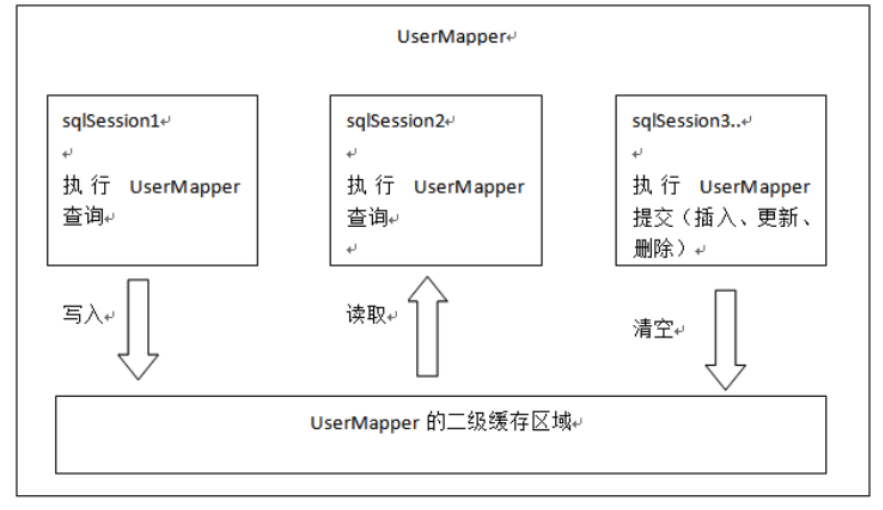 UserMapper↵
sqlSession1↵
↵
执行 UserMapper
查询↵
sqlSession2↵
↵
执行 UserMapper
查询↵
↵
sqlSession3..↵
↵
执行 UserMapper
提交（插入、更新、
删除）↵
写入↵
读取↵
清空↵
UserMapper 的二级缓存区域↵